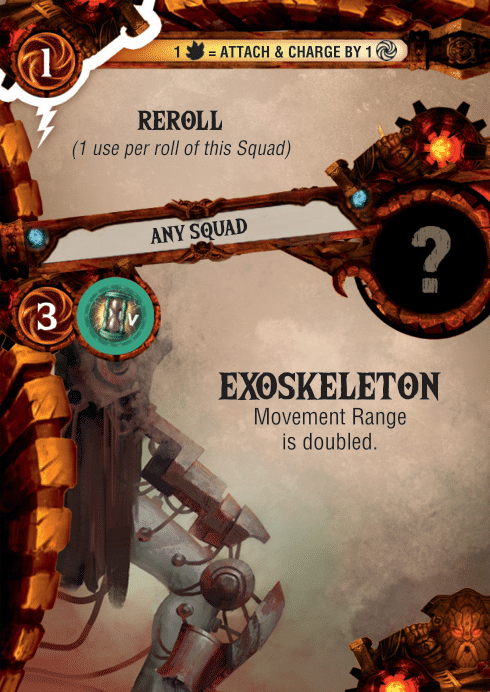 1
1 = ATTACH & CHARGE BY 1
REROLL
(1 use per roll of this Squad)
ANY SQUAD
?
3
V
EXOSKELETON
Movement Range
is doubled.